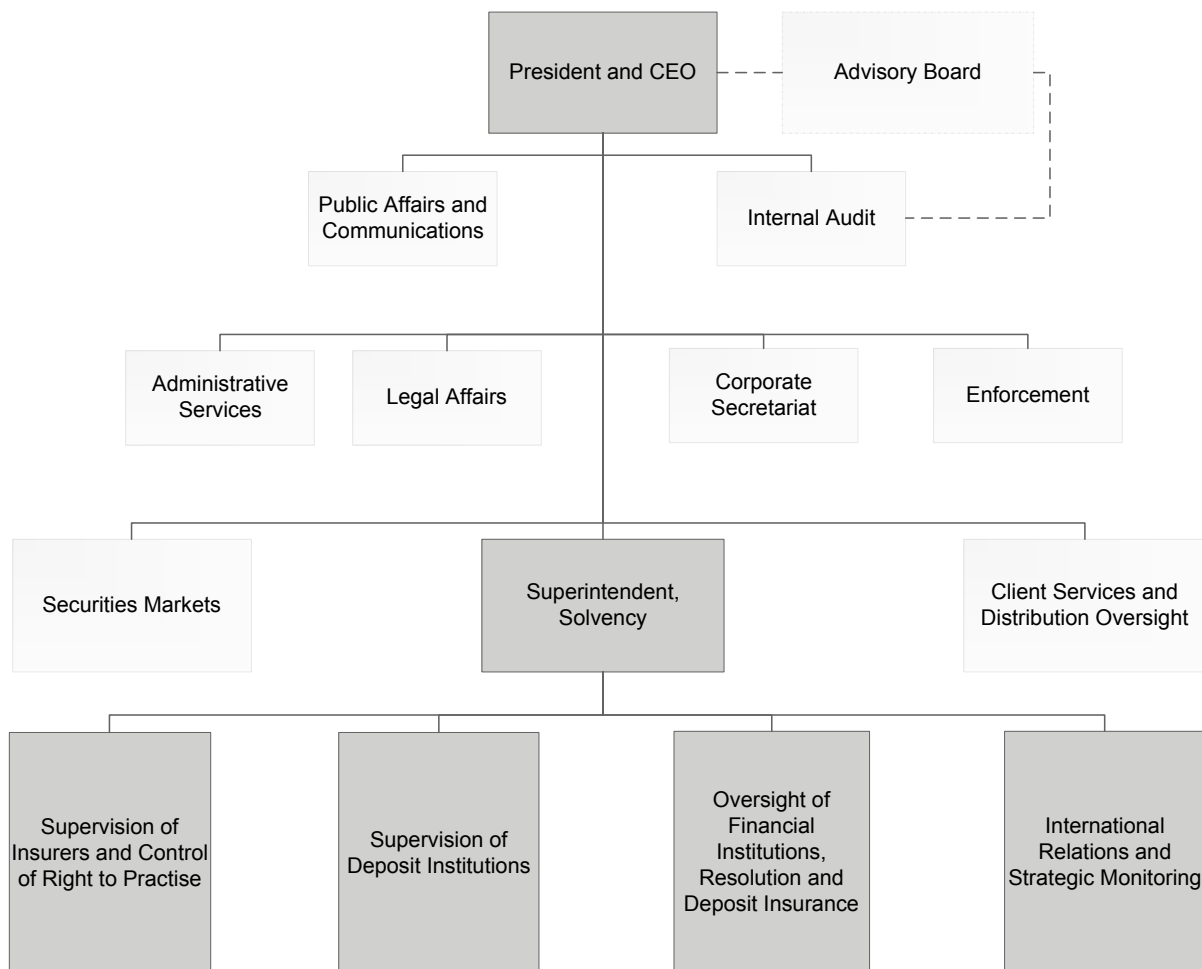 President and CEO
Advisory Board
Public Affairs and
Communications
Internal Audit
Administrative
Services
Legal Affairs
Corporate
Secretariat
Enforcement
Securities Markets
Superintendent,
Solvency
Client Services and
Distribution Oversight
Supervision of
Insurers and Control
of Right to Practise
Supervision of
Deposit Institutions
Oversight of
Financial
Institutions,
Resolution and
Deposit Insurance
International
Relations and
Strategic Monitoring